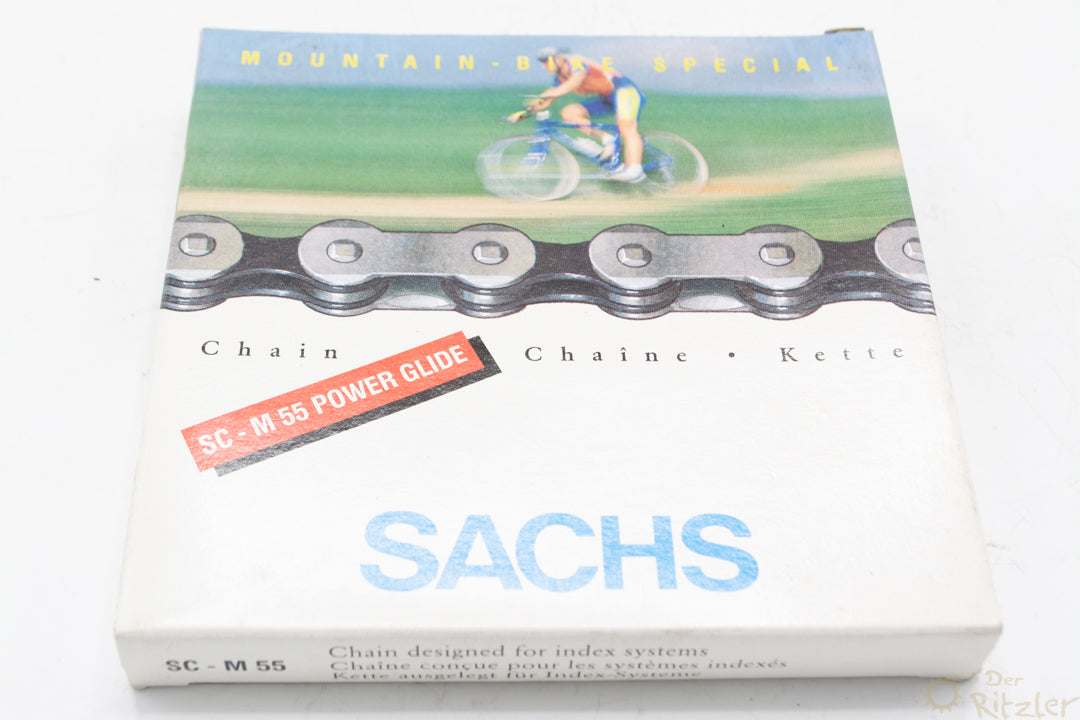 MOUNTAIN-BIKE SPECIAL
Chain Chaîne • Kette
SC - M 55 POWER GLIDE
SACHS
SC - M 55
Chain designed for index systems
Chaîne conçue pour les systèmes indexés
Kette ausgelegt für Index-Systeme
Der
Ritzler